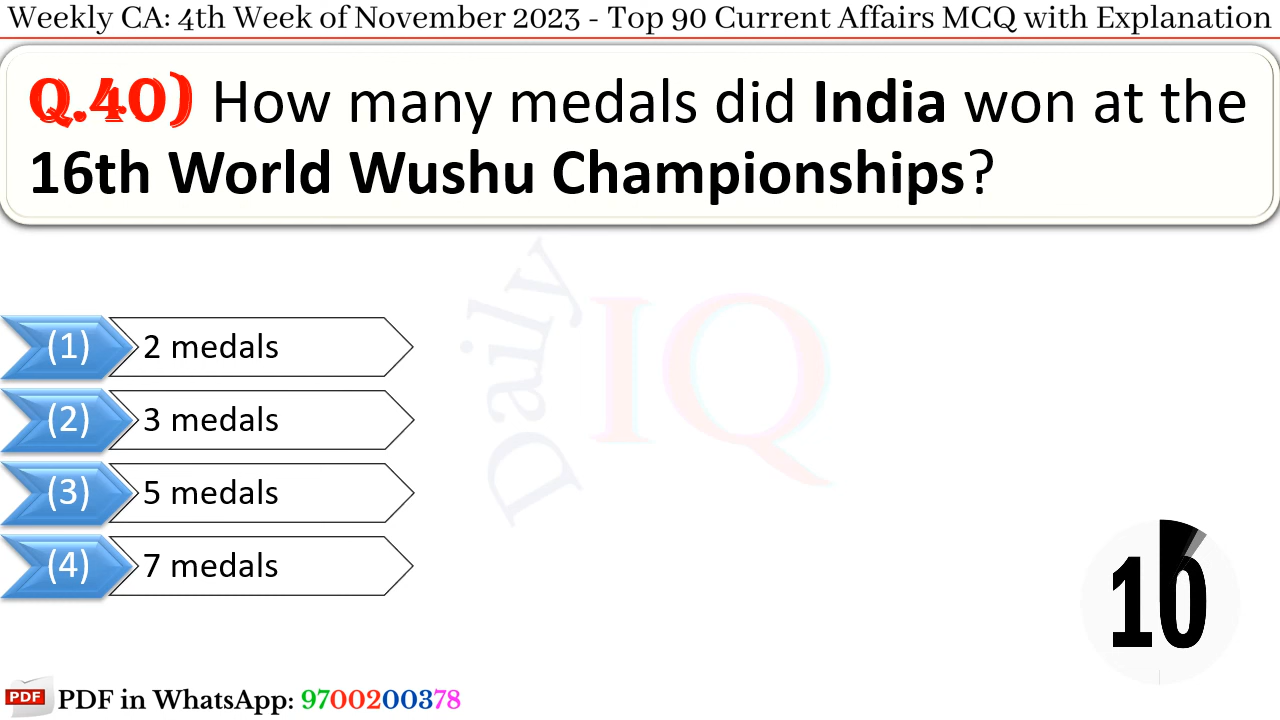 Weekly CA: 4th Week of November 2023 - Top 90 Current Affairs MCQ with Explanation
Q.40) How many medals did India won at the
16th World Wushu Championships?
Daily IQ
(1) 2 medals
(2) 3 medals
(3) 5 medals
(4) 7 medals
10
PDF PDF in WhatsApp: 9700200378